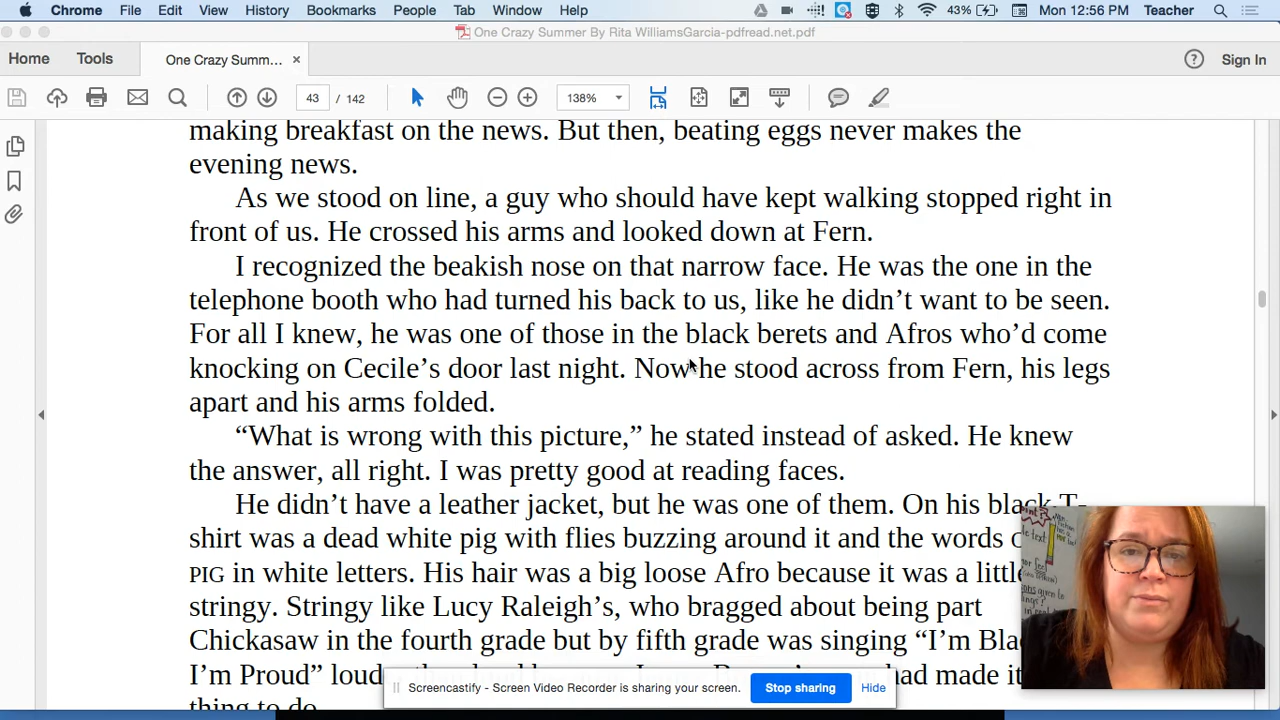 Chrome File Edit View History Bookmarks People Tab Window Help 43% Mon 12:56 PM Teacher
One Crazy Summer By Rita WilliamsGarcia-pdfread.net.pdf
Home Tools One Crazy Summ... × ? Sign In
43 / 142 138%
making breakfast on the news. But then, beating eggs never makes the
evening news.
As we stood on line, a guy who should have kept walking stopped right in
front of us. He crossed his arms and looked down at Fern.
I recognized the beakish nose on that narrow face. He was the one in the
telephone booth who had turned his back to us, like he didn’t want to be seen.
For all I knew, he was one of those in the black berets and Afros who’d come
knocking on Cecile’s door last night. Now he stood across from Fern, his legs
apart and his arms folded.
“What is wrong with this picture,” he stated instead of asked. He knew
the answer, all right. I was pretty good at reading faces.
He didn’t have a leather jacket, but he was one of them. On his black T-
shirt was a dead white pig with flies buzzing around it and the words
PIG in white letters. His hair was a big loose Afro because it was a little
stringy. Stringy like Lucy Raleigh’s, who bragged about being part
Chickasaw in the fourth grade but by fifth grade was singing “I’m
I’m Proud” had made it
thing to do
Screencastify - Screen Video Recorder is sharing your screen. Stop sharing Hide